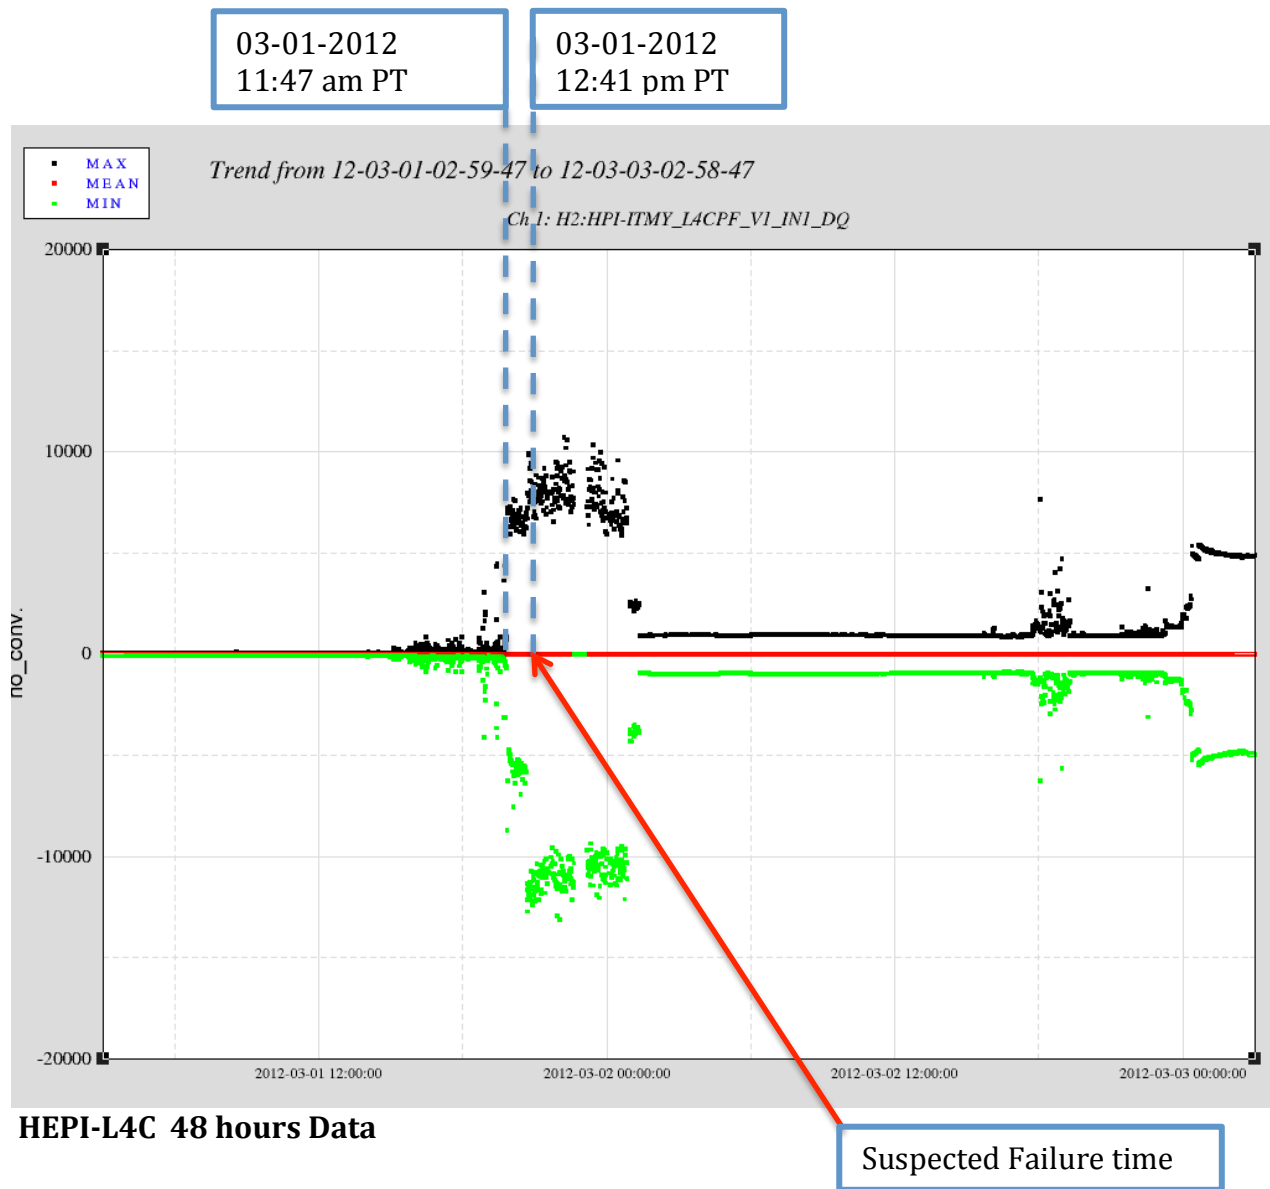 03-01-2012
11:47 am PT
03-01-2012
12:41 pm PT
MAX
MEAN
MIN
Trend from 12-03-01-02-59-47 to 12-03-03-02-58-47
Ch 1: H2:HPI-ITMY_L4CPF_V1_IN1_DQ
20000
10000
0
-10000
-20000
no_conv.
2012-03-01 12:00:00
2012-03-02 00:00:00
2012-03-02 12:00:00
2012-03-03 00:00:00
HEPI-L4C 48 hours Data
Suspected Failure time